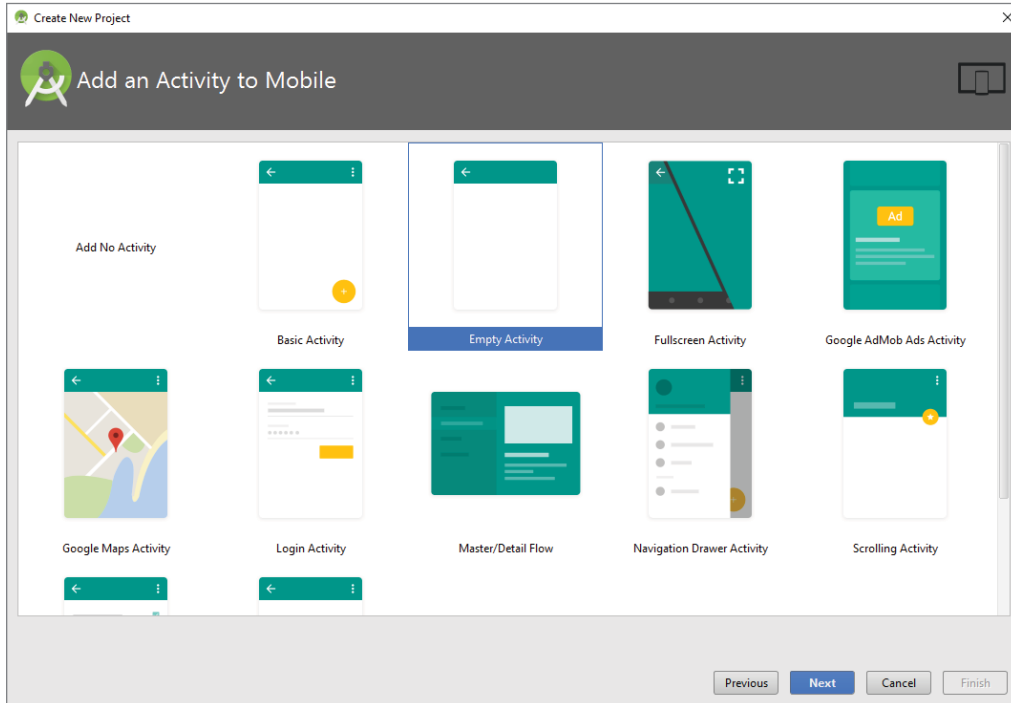 Create New Project
Add an Activity to Mobile
Add No Activity
Basic Activity
Empty Activity
Fullscreen Activity
Ad
Google AdMob Ads Activity
Google Maps Activity
Login Activity
Master/Detail Flow
Navigation Drawer Activity
Scrolling Activity
Previous
Next
Cancel
Finish